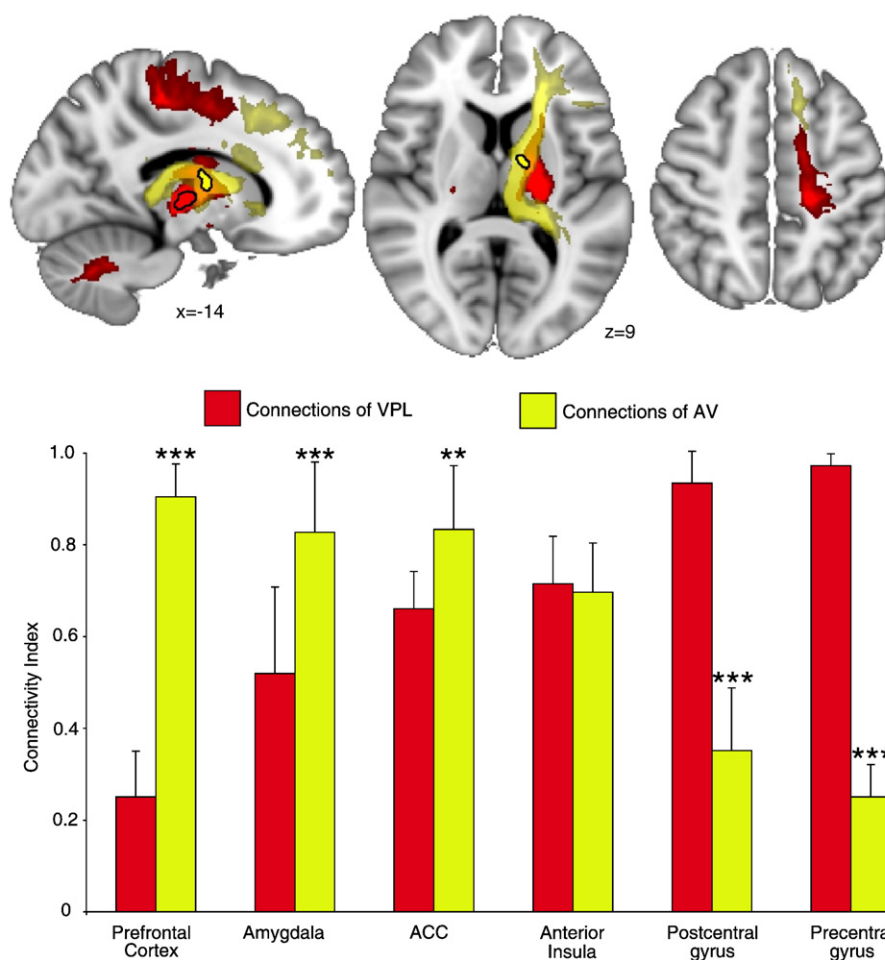 x=-14
z=9
Connections of VPL
Connections of AV
Connectivity Index
1.0
0.8
0.6
0.4
0.2
0
***
***
**
***
***
Prefrontal
Cortex
Amygdala
ACC
Anterior
Insula
Postcentral
gyrus
Precentral
gyrus